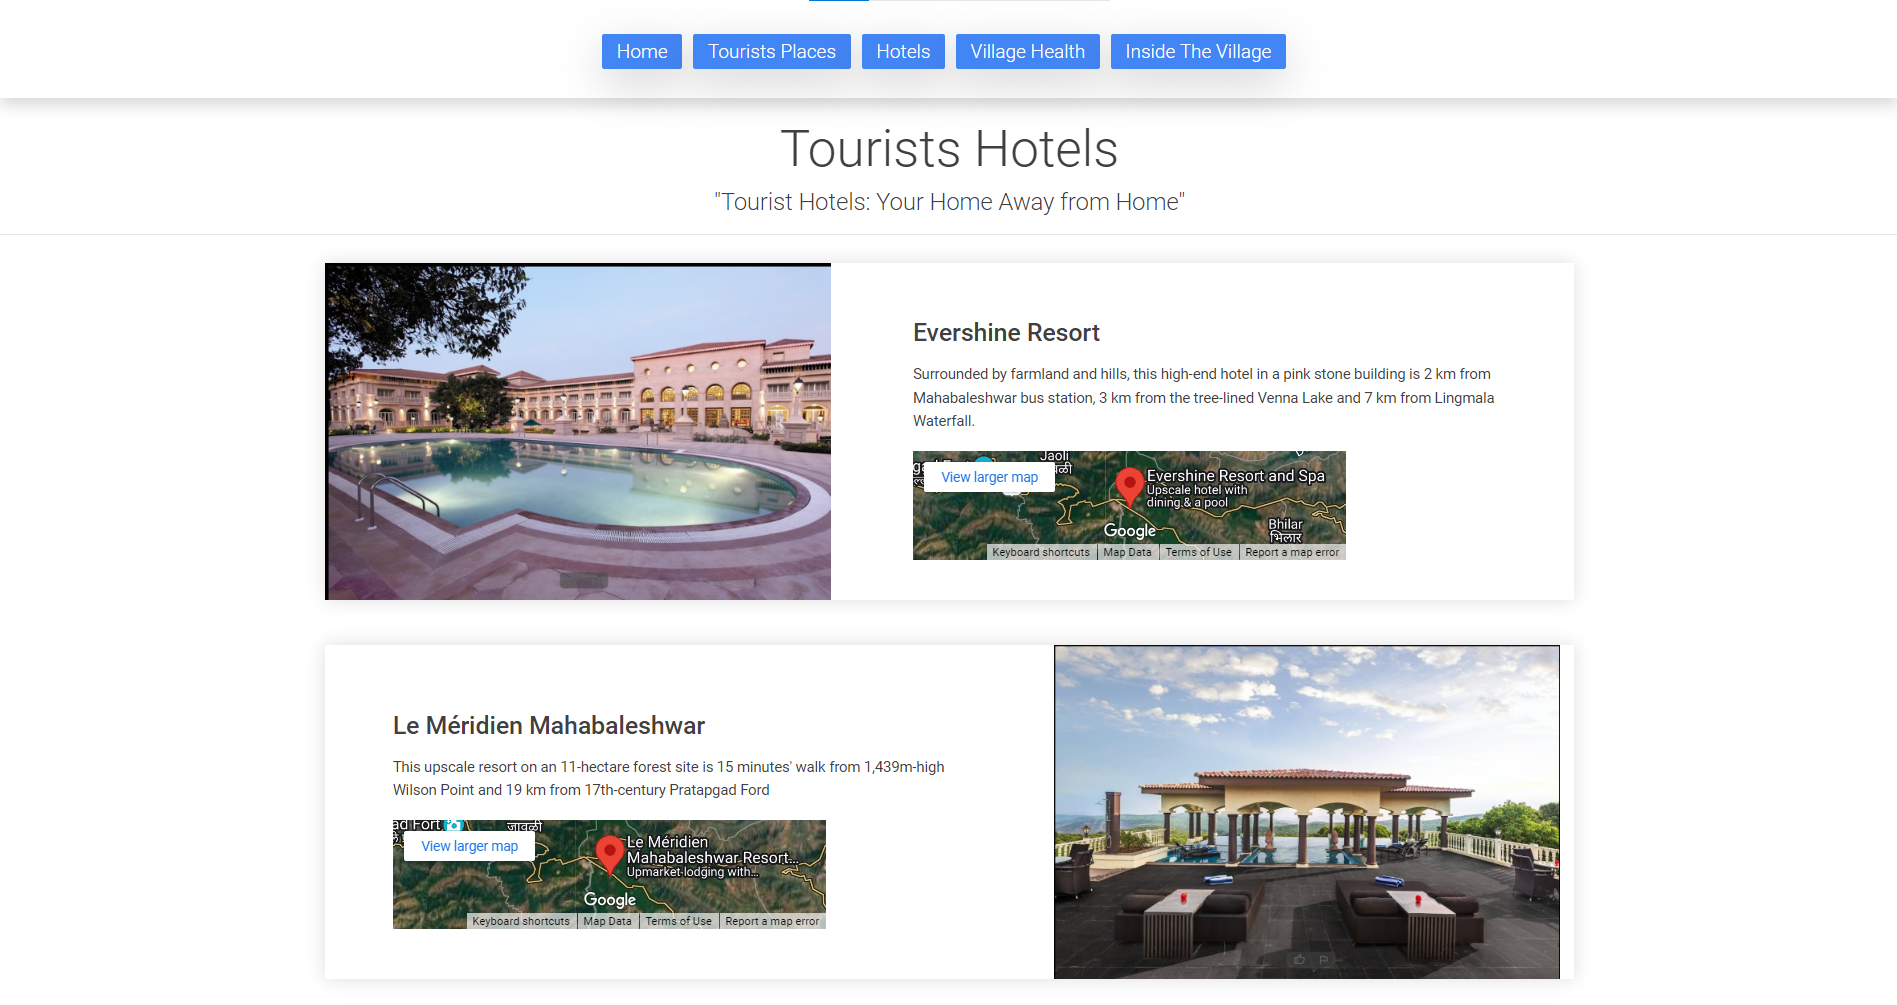 Home
Tourists Places
Hotels
Village Health
Inside The Village
Tourists Hotels
"Tourist Hotels: Your Home Away from Home"
Evershine Resort
Surrounded by farmland and hills, this high-end hotel in a pink stone building is 2 km from
Mahabaleshwar bus station, 3 km from the tree-lined Venna Lake and 7 km from Lingmala
Waterfall.
Jaoli
View larger map
Evershine Resort and Spa
Upscale hotel with
dining & a pool
Bhilar
भिलार
Google
Keyboard shortcuts
Map Data
Terms of Use
Report a map error
Le Méridien Mahabaleshwar
This upscale resort on an 11-hectare forest site is 15 minutes' walk from 1,439m-high
Wilson Point and 19 km from 17th-century Pratapgad Ford
ad Fort
जावळी
View larger map
Le Méridien
Mahabaleshwar Resort...
Upmarket lodging with...
Google
Keyboard shortcuts
Map Data
Terms of Use
Report a map error